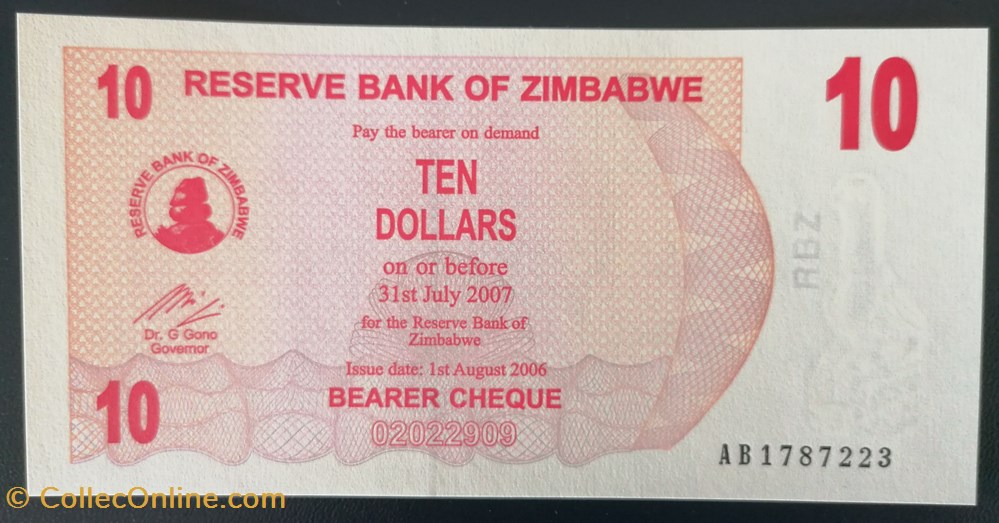 10
RESERVE BANK OF ZIMBABWE
10
Pay the bearer on demand
TEN
DOLLARS
RESERVE BANK OF ZIMBABWE
on or before
31st July 2007
RBZ
for the Reserve Bank of
Zimbabwe
Dr. G Gono
Governor
Issue date: 1st August 2006
10
BEARER CHEQUE
02022909
AB1787223
© CollecOnline.com